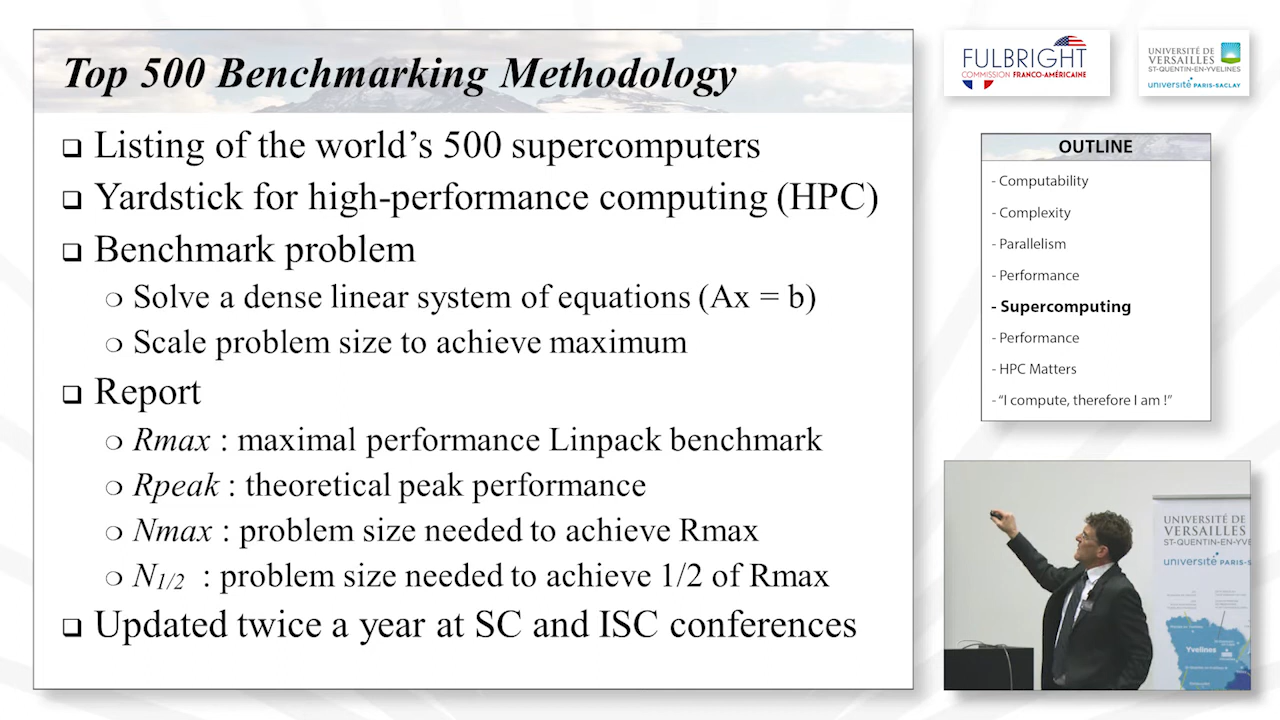 Top 500 Benchmarking Methodology
❑ Listing of the world's 500 supercomputers
❑ Yardstick for high-performance computing (HPC)
❑ Benchmark problem
❍ Solve a dense linear system of equations (Ax = b)
❍ Scale problem size to achieve maximum
❑ Report
❍ Rmax : maximal performance Linpack benchmark
❍ Rpeak : theoretical peak performance
❍ Nmax : problem size needed to achieve Rmax
❍ N1/2 : problem size needed to achieve 1/2 of Rmax
❑ Updated twice a year at SC and ISC conferences
FULBRIGHT
COMMISSION FRANCO-AMÉRICAINE
UNIVERSITÉ DE
VERSAILLES
ST-QUENTIN-EN-YVELINES
université PARIS-SACLAY
OUTLINE
- Computability
- Complexity
- Parallelism
- Performance
- Supercomputing
- Performance
- HPC Matters
- “I compute, therefore I am !”
UNIVERSITÉ DE
VERSAILLES
ST-QUENTIN-EN-YVE
université PARIS-S
Yvelines